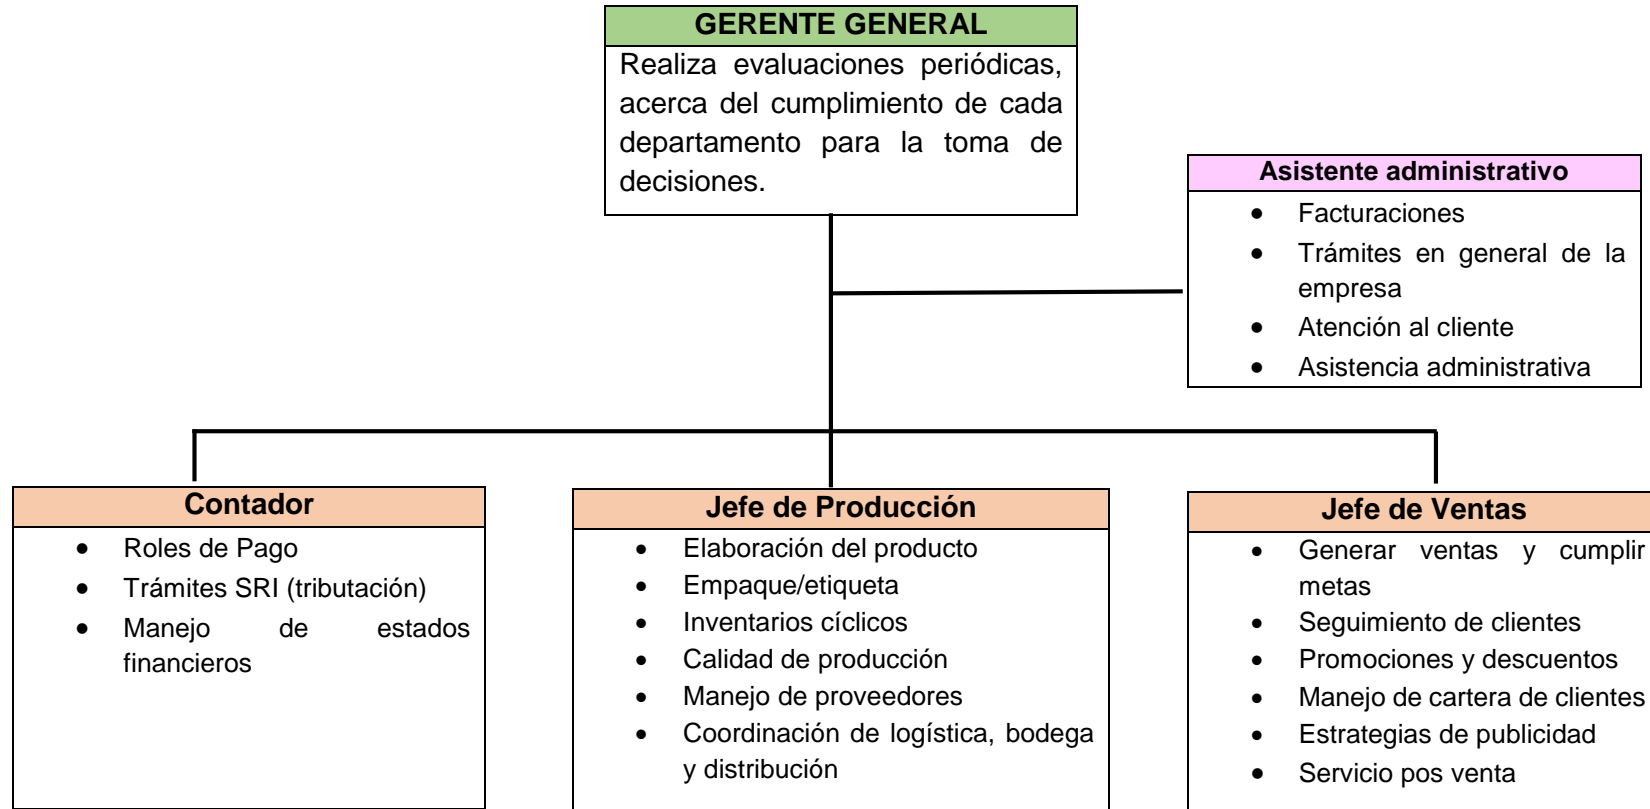 GERENTE GENERAL
Realiza evaluaciones periódicas,
acerca del cumplimiento de cada
departamento para la toma de
decisiones.
Asistente administrativo
• Facturaciones
• Trámites en general de la
empresa
• Atención al cliente
• Asistencia administrativa
Contador
• Roles de Pago
• Trámites SRI (tributación)
• Manejo de estados
financieros
Jefe de Producción
• Elaboración del producto
• Empaque/etiqueta
• Inventarios cíclicos
• Calidad de producción
• Manejo de proveedores
• Coordinación de logística, bodega
y distribución
Jefe de Ventas
• Generar ventas y cumplir
metas
• Seguimiento de clientes
• Promociones y descuentos
• Manejo de cartera de clientes
• Estrategias de publicidad
• Servicio pos venta